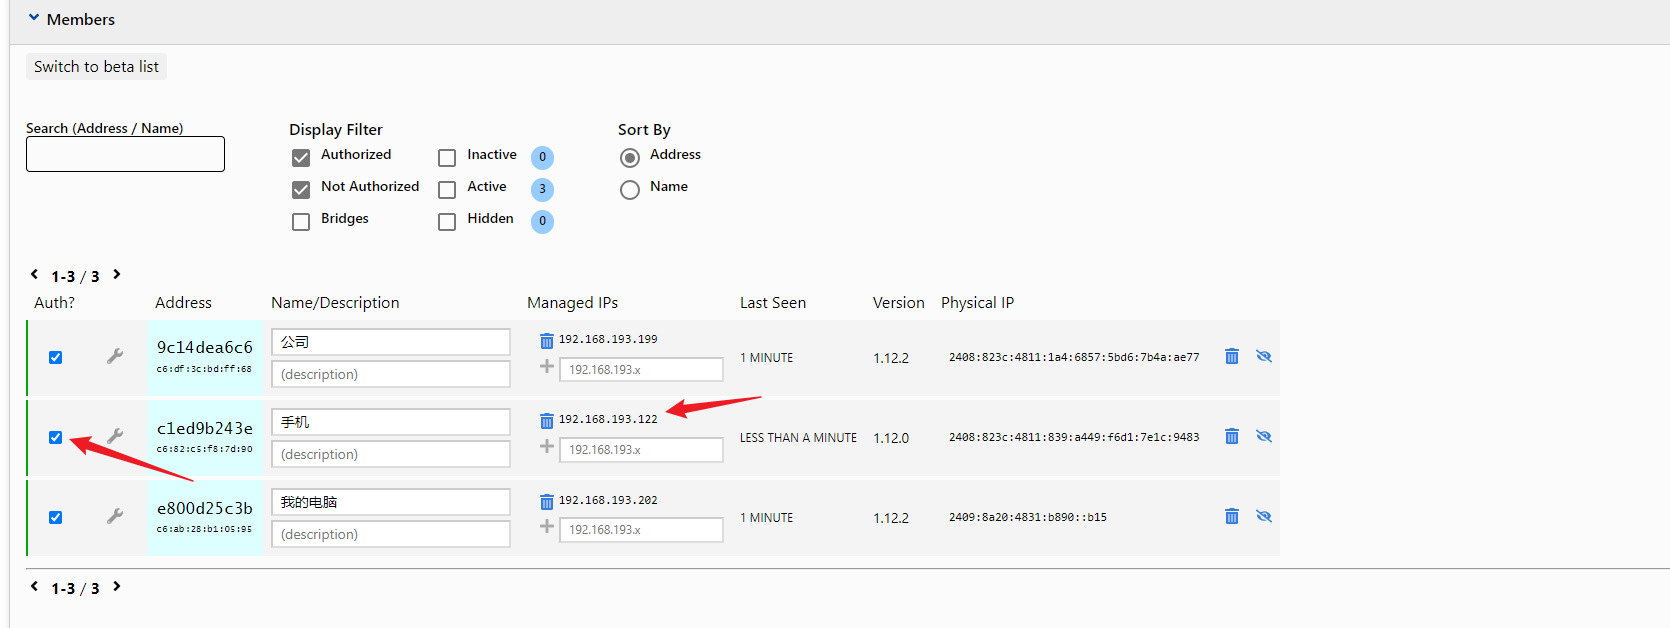 Members
Switch to beta list
Search (Address / Name)
Display Filter
Sort By
Authorized
Inactive
0
Address
Not Authorized
Active
3
Name
Bridges
Hidden
0
1-3 / 3
Auth?
Address
Name/Description
Managed IPs
Last Seen
Version
Physical IP
9c14dea6c6
c6:df:3c:bd:ff:68
公司
(description)
192.168.193.199
192.168.193.x
1 MINUTE
1.12.2
2408:823c:4811:1a4:6857:5bd6:7b4a:ae77
c1ed9b243e
c6:82:c5:f8:7d:90
手机
(description)
192.168.193.122
192.168.193.x
LESS THAN A MINUTE
1.12.0
2408:823c:4811:839:a449:f6d1:7e1c:9483
e800d25c3b
c6:ab:28:b1:05:95
我的电脑
(description)
192.168.193.202
192.168.193.x
1 MINUTE
1.12.2
2409:8a20:4831:b890::b15
1-3 / 3